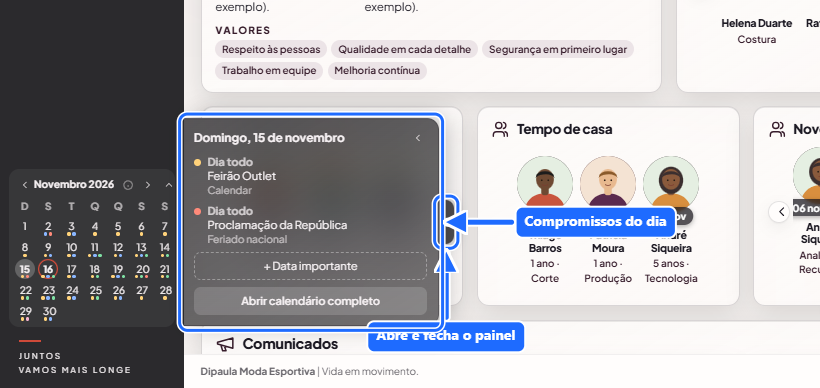 exemplo).
exemplo).
VALORES
Respeito às pessoas
Qualidade em cada detalhe
Segurança em primeiro lugar
Trabalho em equipe
Melhoria contínua
Helena Duarte
Costura
Novembro 2026
D S T Q Q S S
1 2 3 4 5 6 7
8 9 10 11 12 13 14
15 16 17 18 19 20 21
22 23 24 25 26 27 28
29 30
JUNTOS
VAMOS MAIS LONGE
Domingo, 15 de novembro
Dia todo
Feirão Outlet
Calendar
Dia todo
Proclamação da República
Feriado nacional
+ Data importante
Abrir calendário completo
Compromissos do dia
Abre e fecha o painel
Tempo de casa
Barros
1 ano ·
Corte
Moura
1 ano ·
Produção
Siqueira
5 anos ·
Tecnologia
06
Comunicados
Dipaula Moda Esportiva | Vida em movimento.